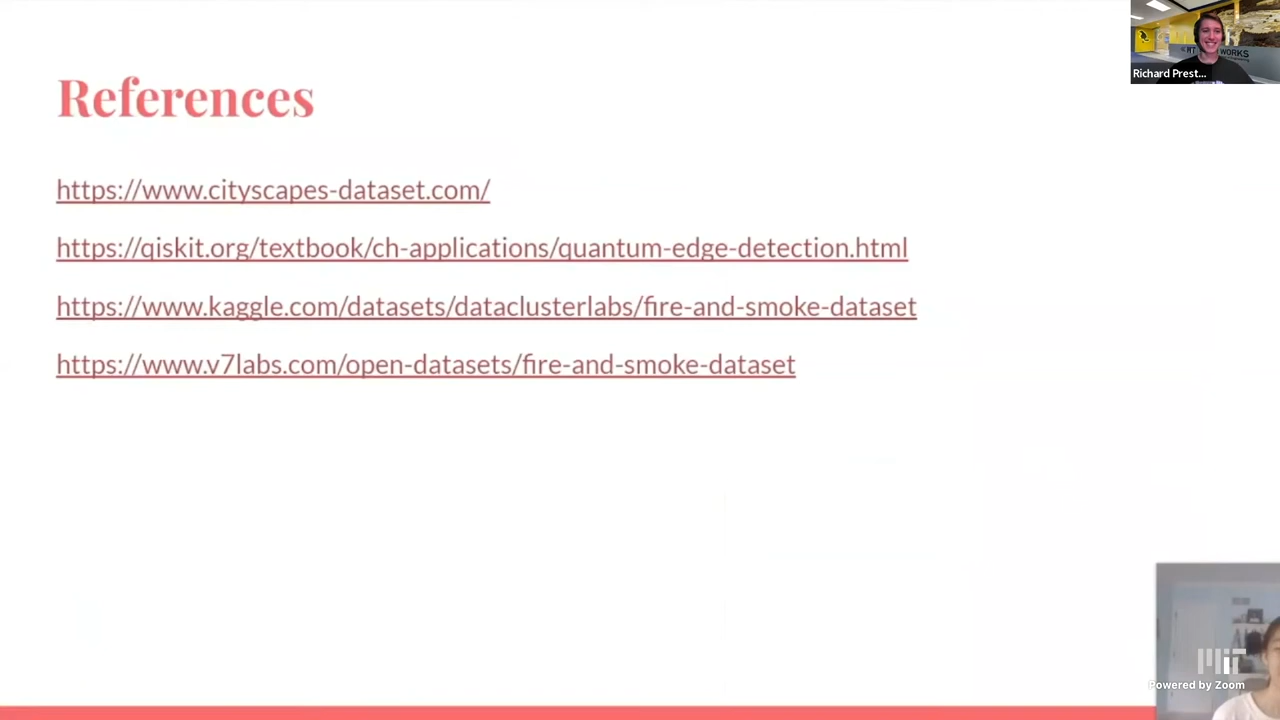 References
https://www.cityscapes-dataset.com/
https://qiskit.org/textbook/ch-applications/quantum-edge-detection.html
https://www.kaggle.com/datasets/dataclusterlabs/fire-and-smoke-dataset
https://www.v7labs.com/open-datasets/fire-and-smoke-dataset
WORKS
Richard Prest...
MIT
Powered by Zoom